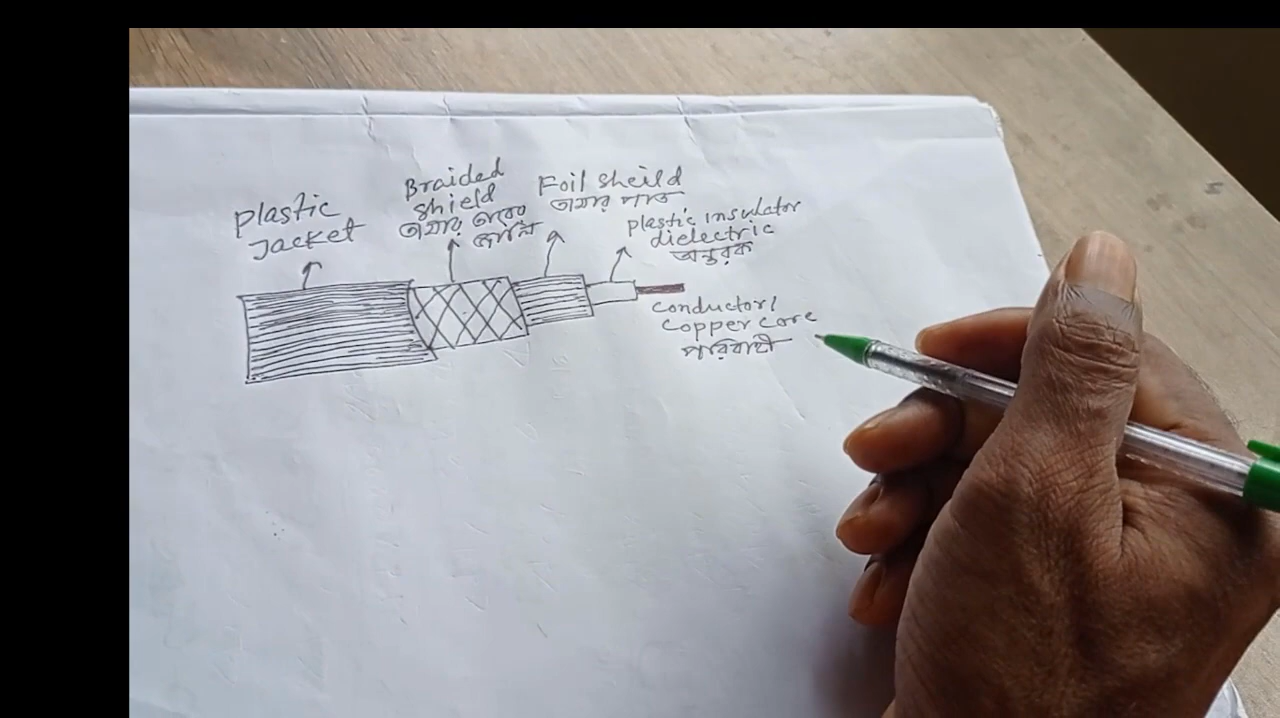 Plastic
Jacket
Braided
shield
তামার তারের
জালি
Foil sheild
তামার পাত
plastic insulator
dielectric
অন্তরক
conductor/
copper core
পরিবাহী